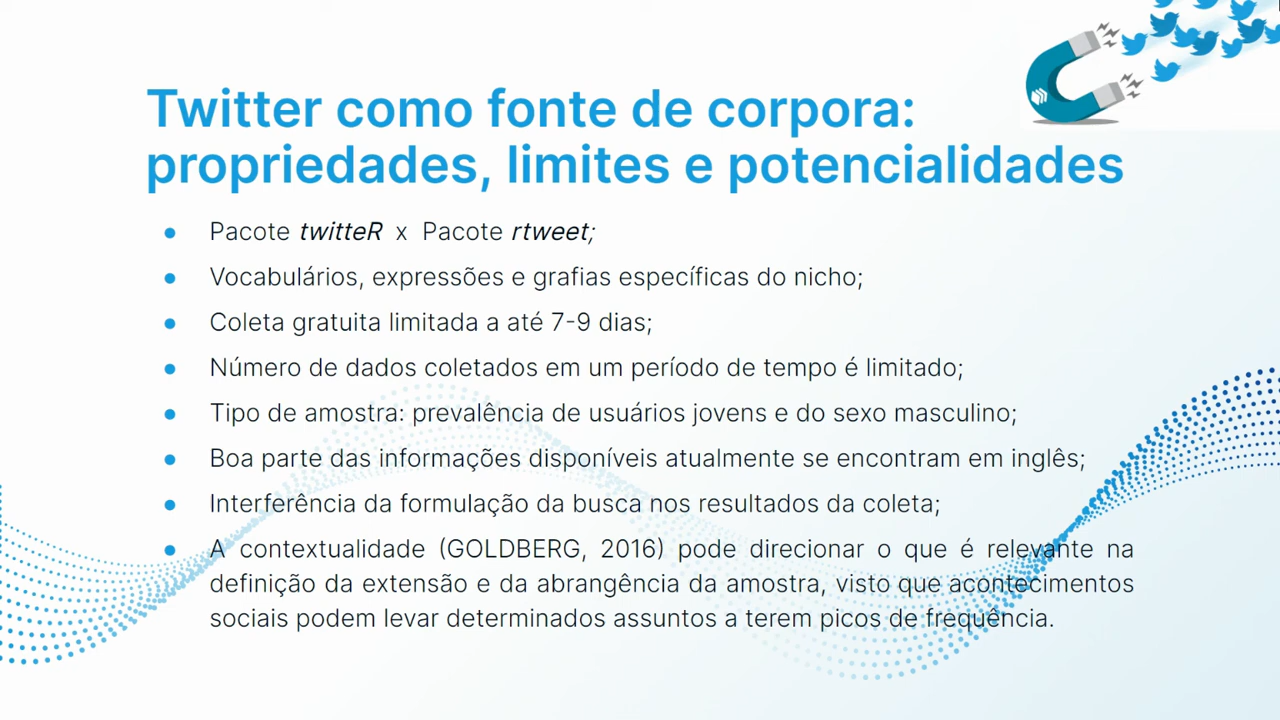 Twitter como fonte de corpora:
propriedades, limites e potencialidades
● Pacote twitteR x Pacote rtweet;
● Vocabulários, expressões e grafias específicas do nicho;
● Coleta gratuita limitada a até 7-9 dias;
● Número de dados coletados em um período de tempo é limitado;
● Tipo de amostra: prevalência de usuários jovens e do sexo masculino;
● Boa parte das informações disponíveis atualmente se encontram em inglês;
● Interferência da formulação da busca nos resultados da coleta;
● A contextualidade (GOLDBERG, 2016) pode direcionar o que é relevante na
definição da extensão e da abrangência da amostra, visto que acontecimentos
sociais podem levar determinados assuntos a terem picos de frequência.